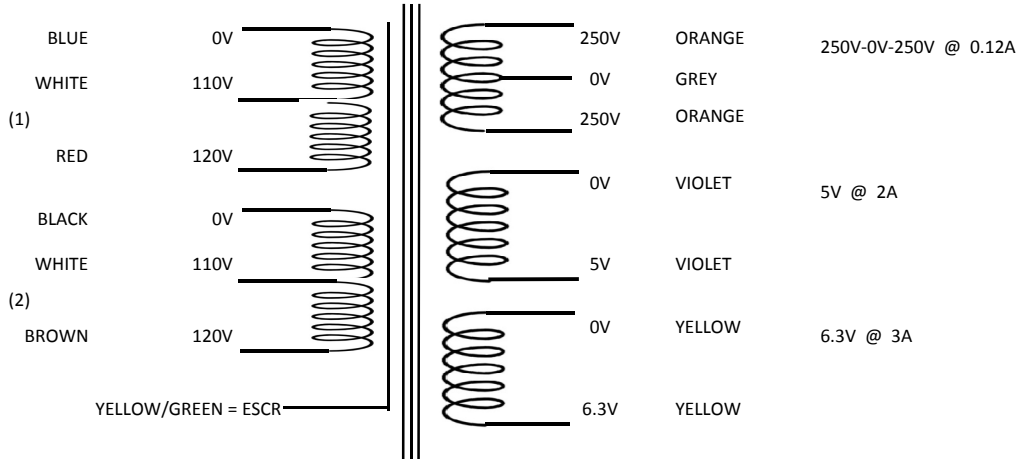 BLUE 0V
WHITE 110V
(1)
RED 120V
BLACK 0V
WHITE 110V
(2)
BROWN 120V
YELLOW/GREEN = ESCR
250V ORANGE 250V-0V-250V @ 0.12A
0V GREY
250V ORANGE
0V VIOLET
5V @ 2A
5V VIOLET
0V YELLOW
6.3V @ 3A
6.3V YELLOW